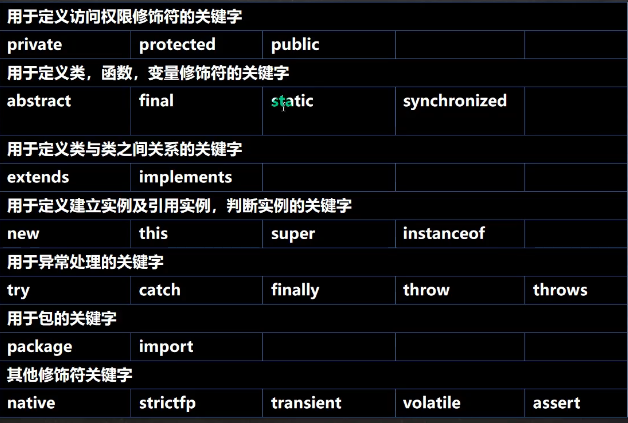 用于定义访问权限修饰符的关键字
private protected public
用于定义类，函数，变量修饰符的关键字
abstract final static synchronized
用于定义类与类之间关系的关键字
extends implements
用于定义建立实例及引用实例，判断实例的关键字
new this super instanceof
用于异常处理的关键字
try catch finally throw throws
用于包的关键字
package import
其他修饰符关键字
native strictfp transient volatile assert